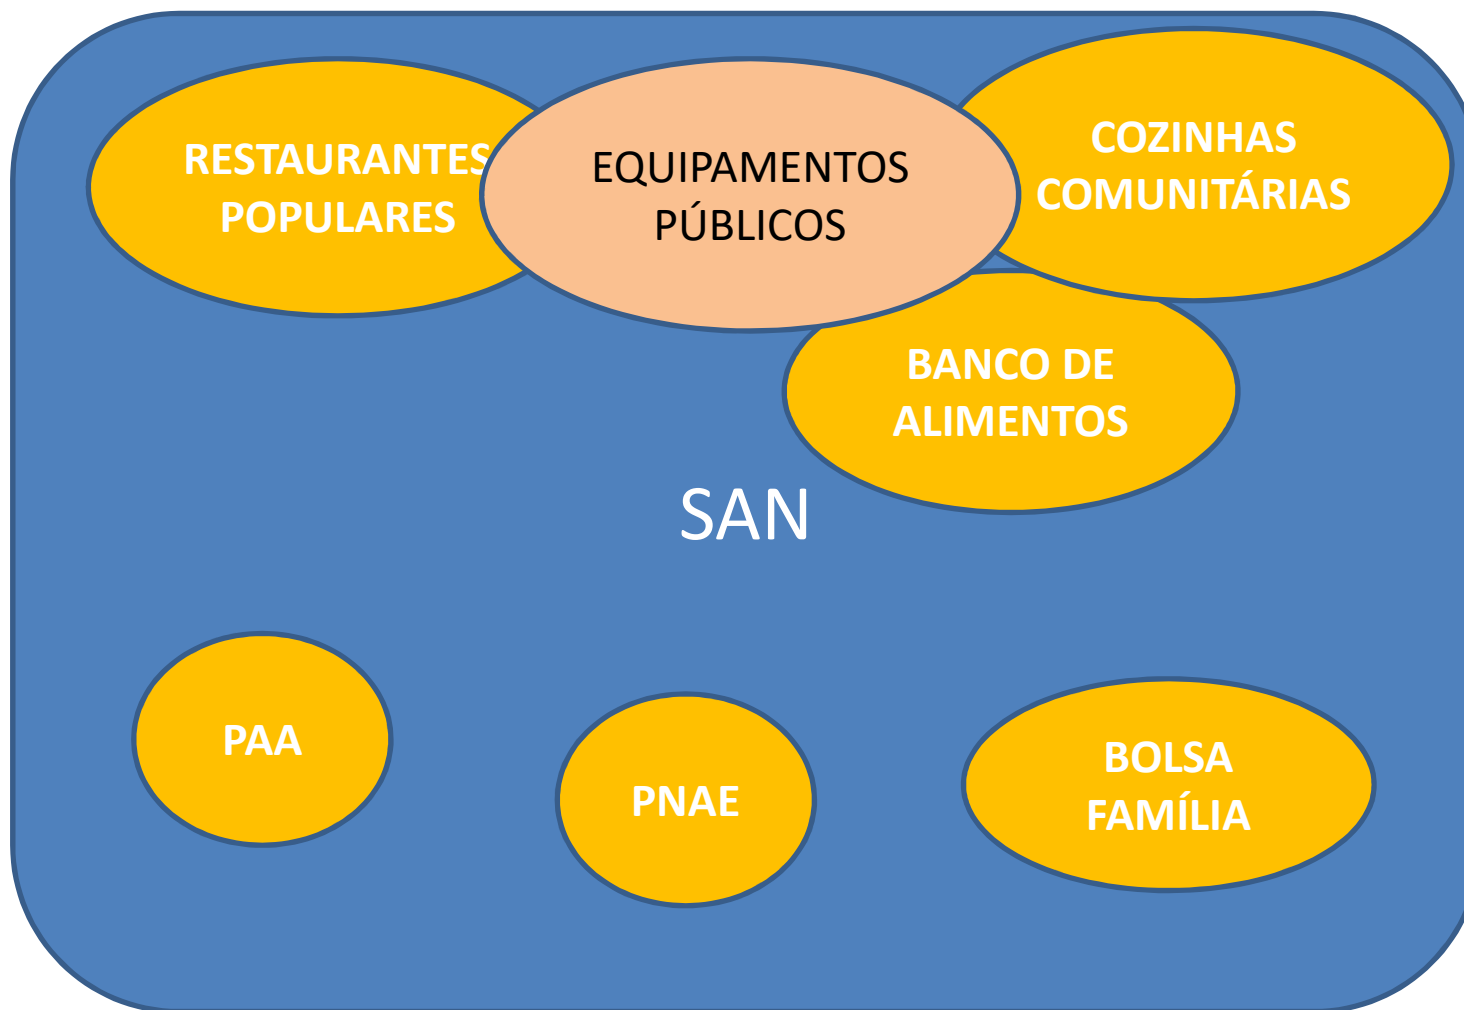 RESTAURANTES
POPULARES
EQUIPAMENTOS
PÚBLICOS
COZINHAS
COMUNITÁRIAS
BANCO DE
ALIMENTOS
SAN
PAA
PNAE
BOLSA
FAMÍLIA